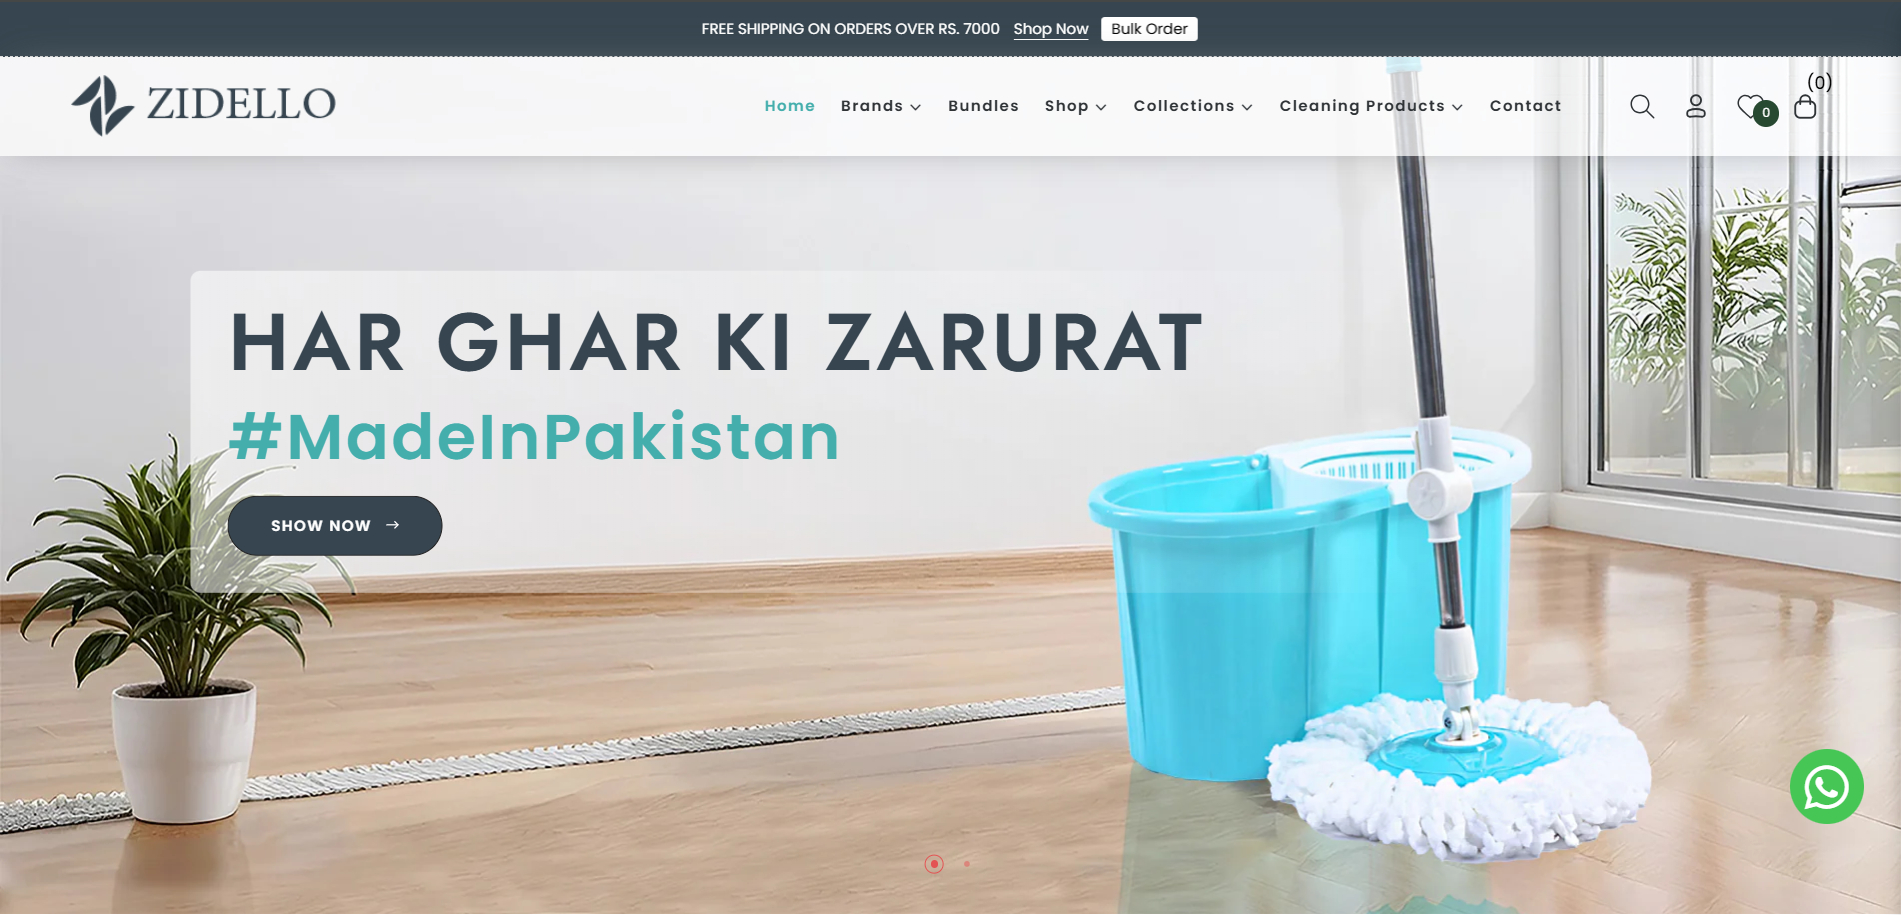 FREE SHIPPING ON ORDERS OVER RS. 7000 Shop Now Bulk Order
ZIDELLO
Home Brands Bundles Shop Collections Cleaning Products Contact
0
(0)
HAR GHAR KI ZARURAT
#MadeInPakistan
SHOW NOW →